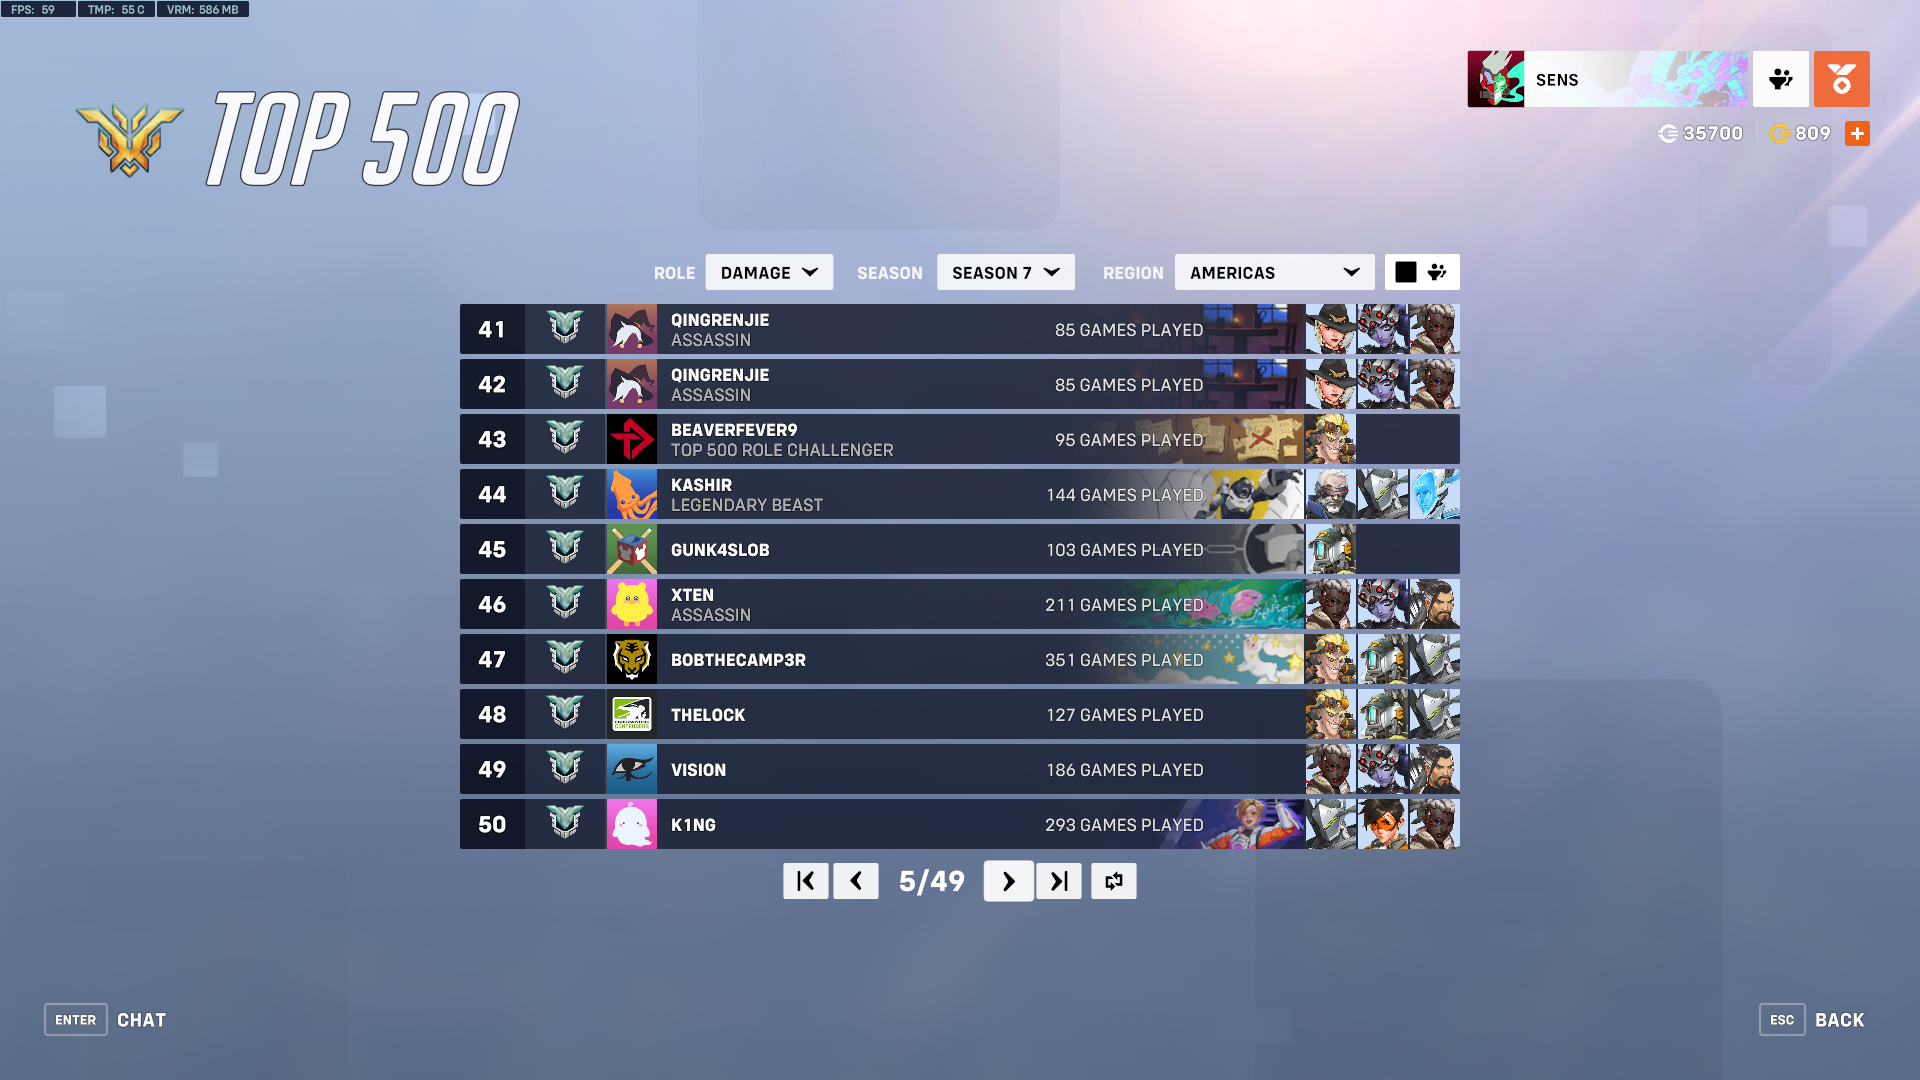 FPS: 59 TMP: 55 C VRM: 586 MB
TOP 500
SENS
35700 809
ROLE DAMAGE SEASON SEASON 7 REGION AMERICAS
41 QINGRENJIE 85 GAMES PLAYED
ASSASSIN
42 QINGRENJIE 85 GAMES PLAYED
ASSASSIN
43 BEAVERFEVER9 95 GAMES PLAYED
TOP 500 ROLE CHALLENGER
44 KASHIR 144 GAMES PLAYED
LEGENDARY BEAST
45 GUNK4SLOB 103 GAMES PLAYED
46 XTEN 211 GAMES PLAYED
ASSASSIN
47 BOBTHECAMP3R 351 GAMES PLAYED
48 THELOCK 127 GAMES PLAYED
49 VISION 186 GAMES PLAYED
50 K1NG 293 GAMES PLAYED
5/49
ENTER CHAT
ESC BACK